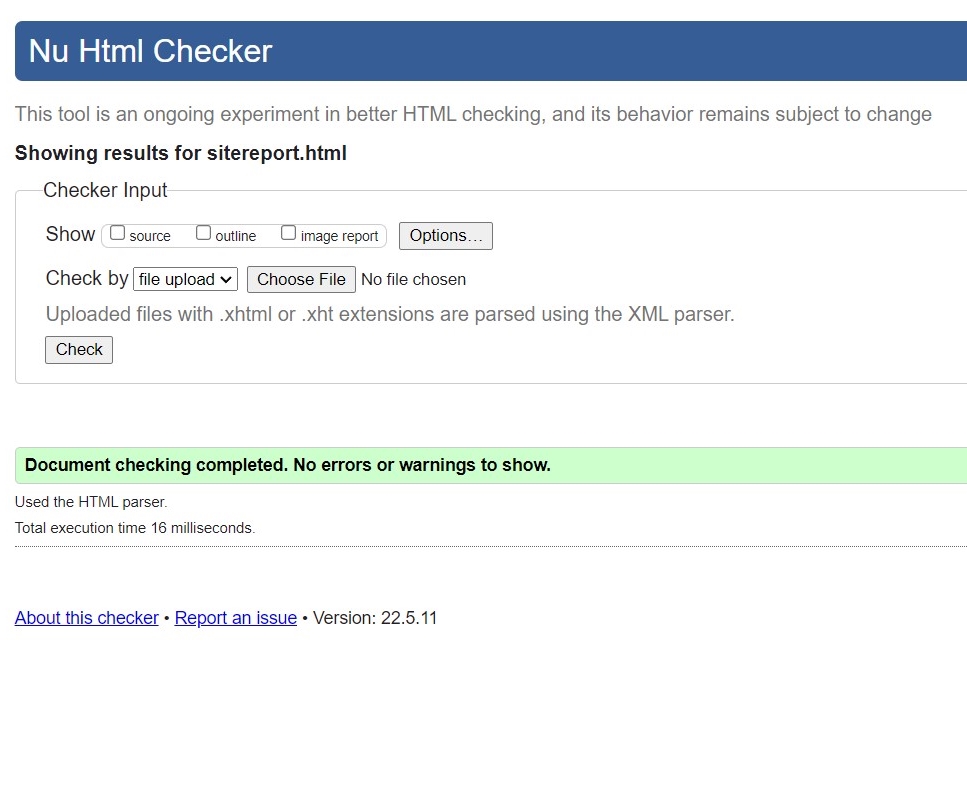 Nu Html Checker
This tool is an ongoing experiment in better HTML checking, and its behavior remains subject to change
Showing results for sitereport.html
Checker Input
Show source outline image report Options…
Check by file upload Choose File No file chosen
Uploaded files with .xhtml or .xht extensions are parsed using the XML parser.
Check
Document checking completed. No errors or warnings to show.
Used the HTML parser.
Total execution time 16 milliseconds.
About this checker • Report an issue • Version: 22.5.11